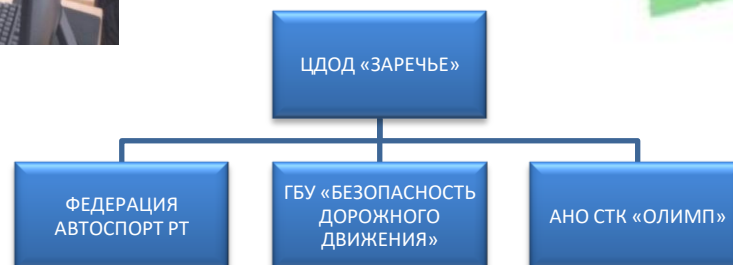 ЦДОД «ЗАРЕЧЬЕ»
ФЕДЕРАЦИЯ
АВТОСПОРТ РТ
ГБУ «БЕЗОПАСНОСТЬ
ДОРОЖНОГО
ДВИЖЕНИЯ»
АНО СТК «ОЛИМП»